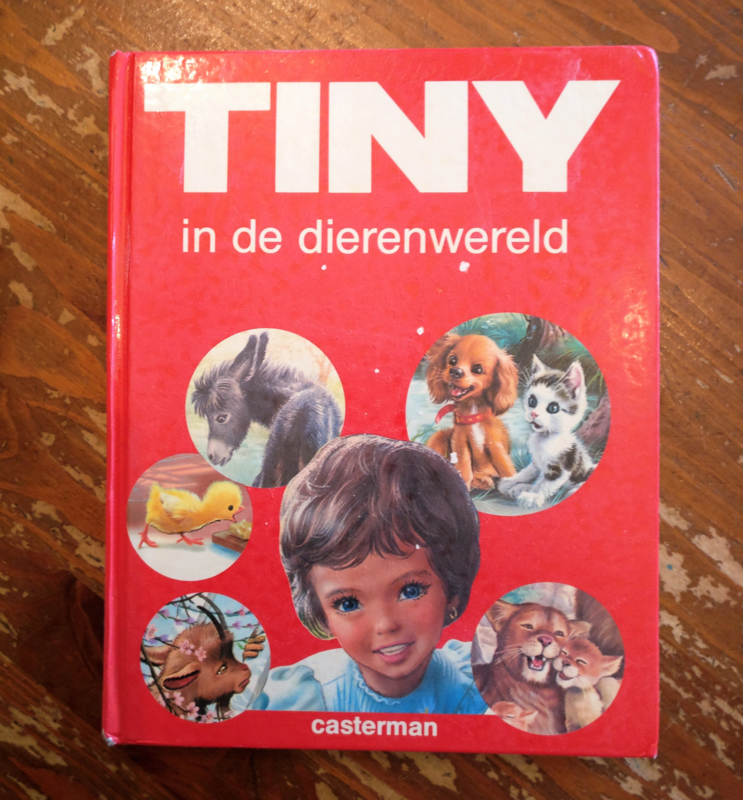 TINY
in de dierenwereld
casterman